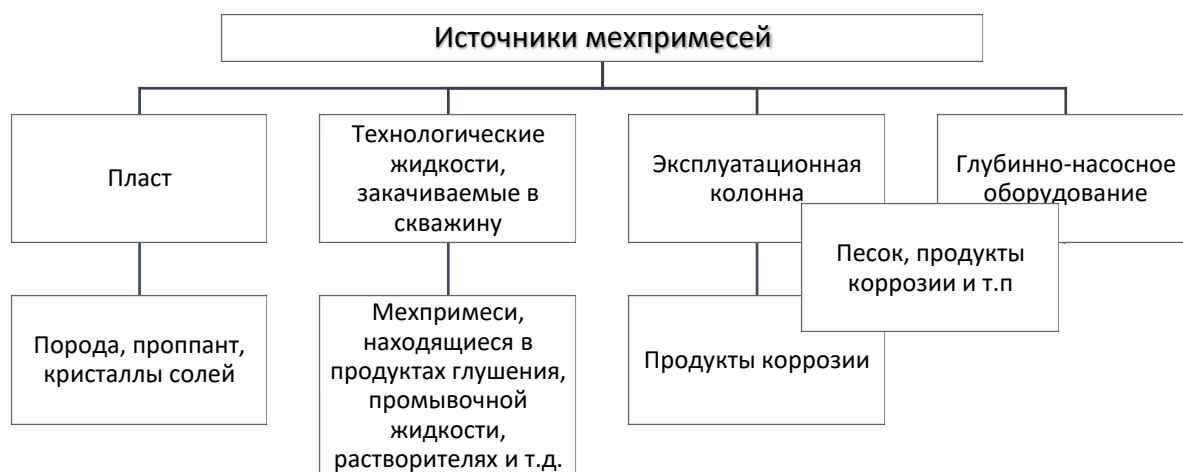 Источники мехпримесей
Пласт
Технологические
жидкости,
закачиваемые в
скважину
Эксплуатационная
колонна
Глубинно-насосное
оборудование
Порода, проппант,
кристаллы солей
Мехпримеси,
находящиеся в
продуктах глушения,
промывочной
жидкости,
растворителях и т.д.
Продукты коррозии
Песок, продукты
коррозии и т.п